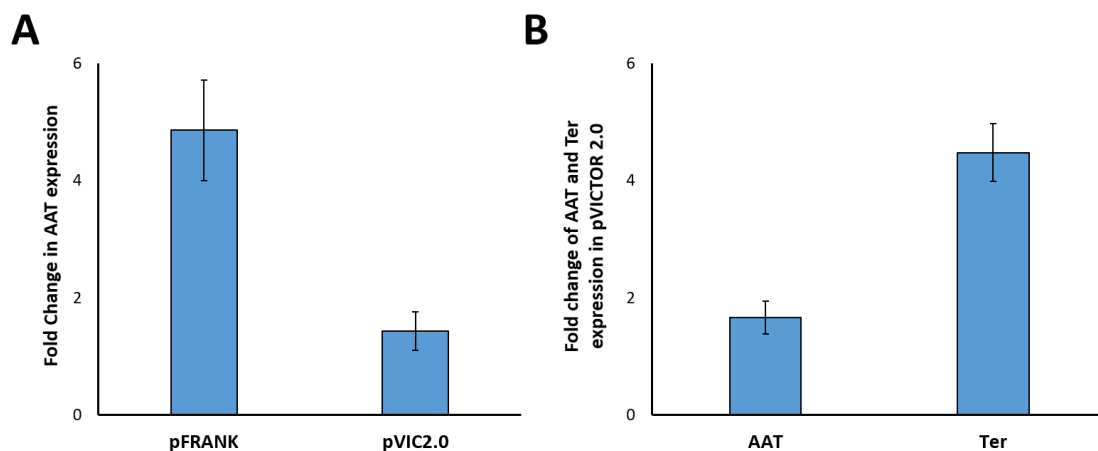 A
Fold Change in AAT expression
6
4
2
0
pFRANK pVIC2.0
B
Fold change of AAT and Ter
expression in pVICTOR 2.0
6
4
2
0
AAT Ter